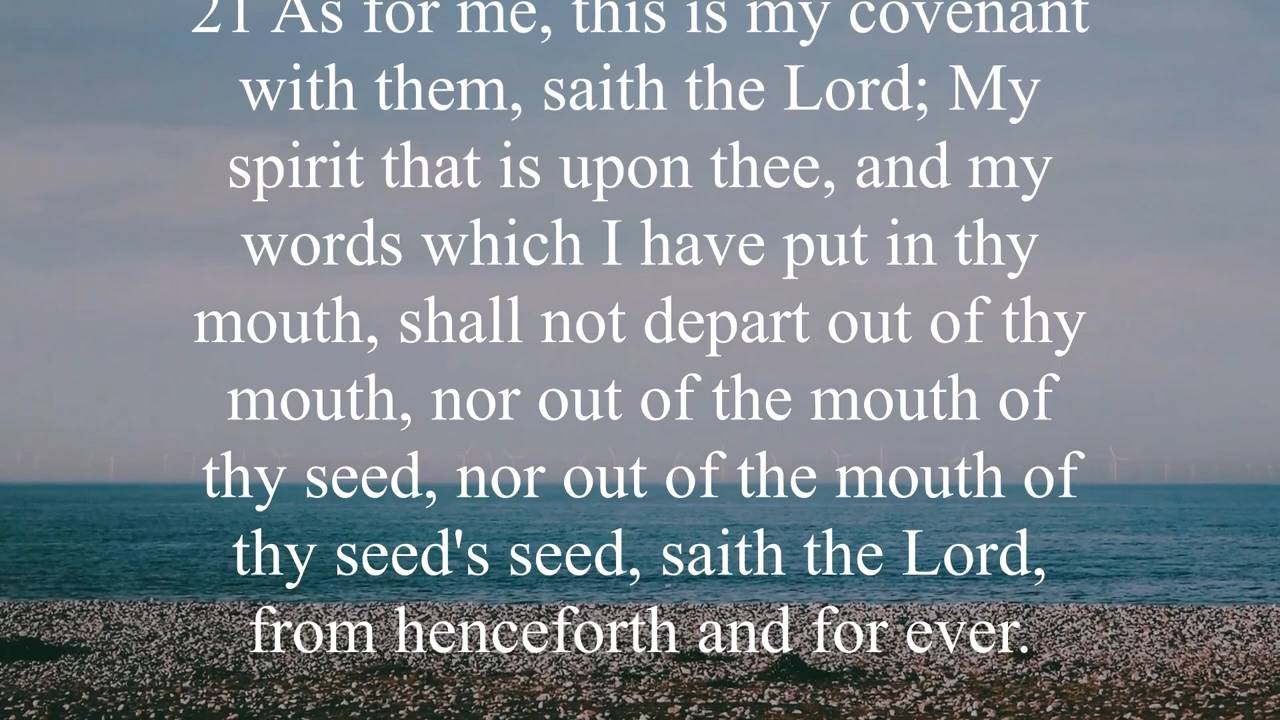 21 As for me, this is my covenant
with them, saith the Lord; My
spirit that is upon thee, and my
words which I have put in thy
mouth, shall not depart out of thy
mouth, nor out of the mouth of
thy seed, nor out of the mouth of
thy seed's seed, saith the Lord,
from henceforth and for ever.